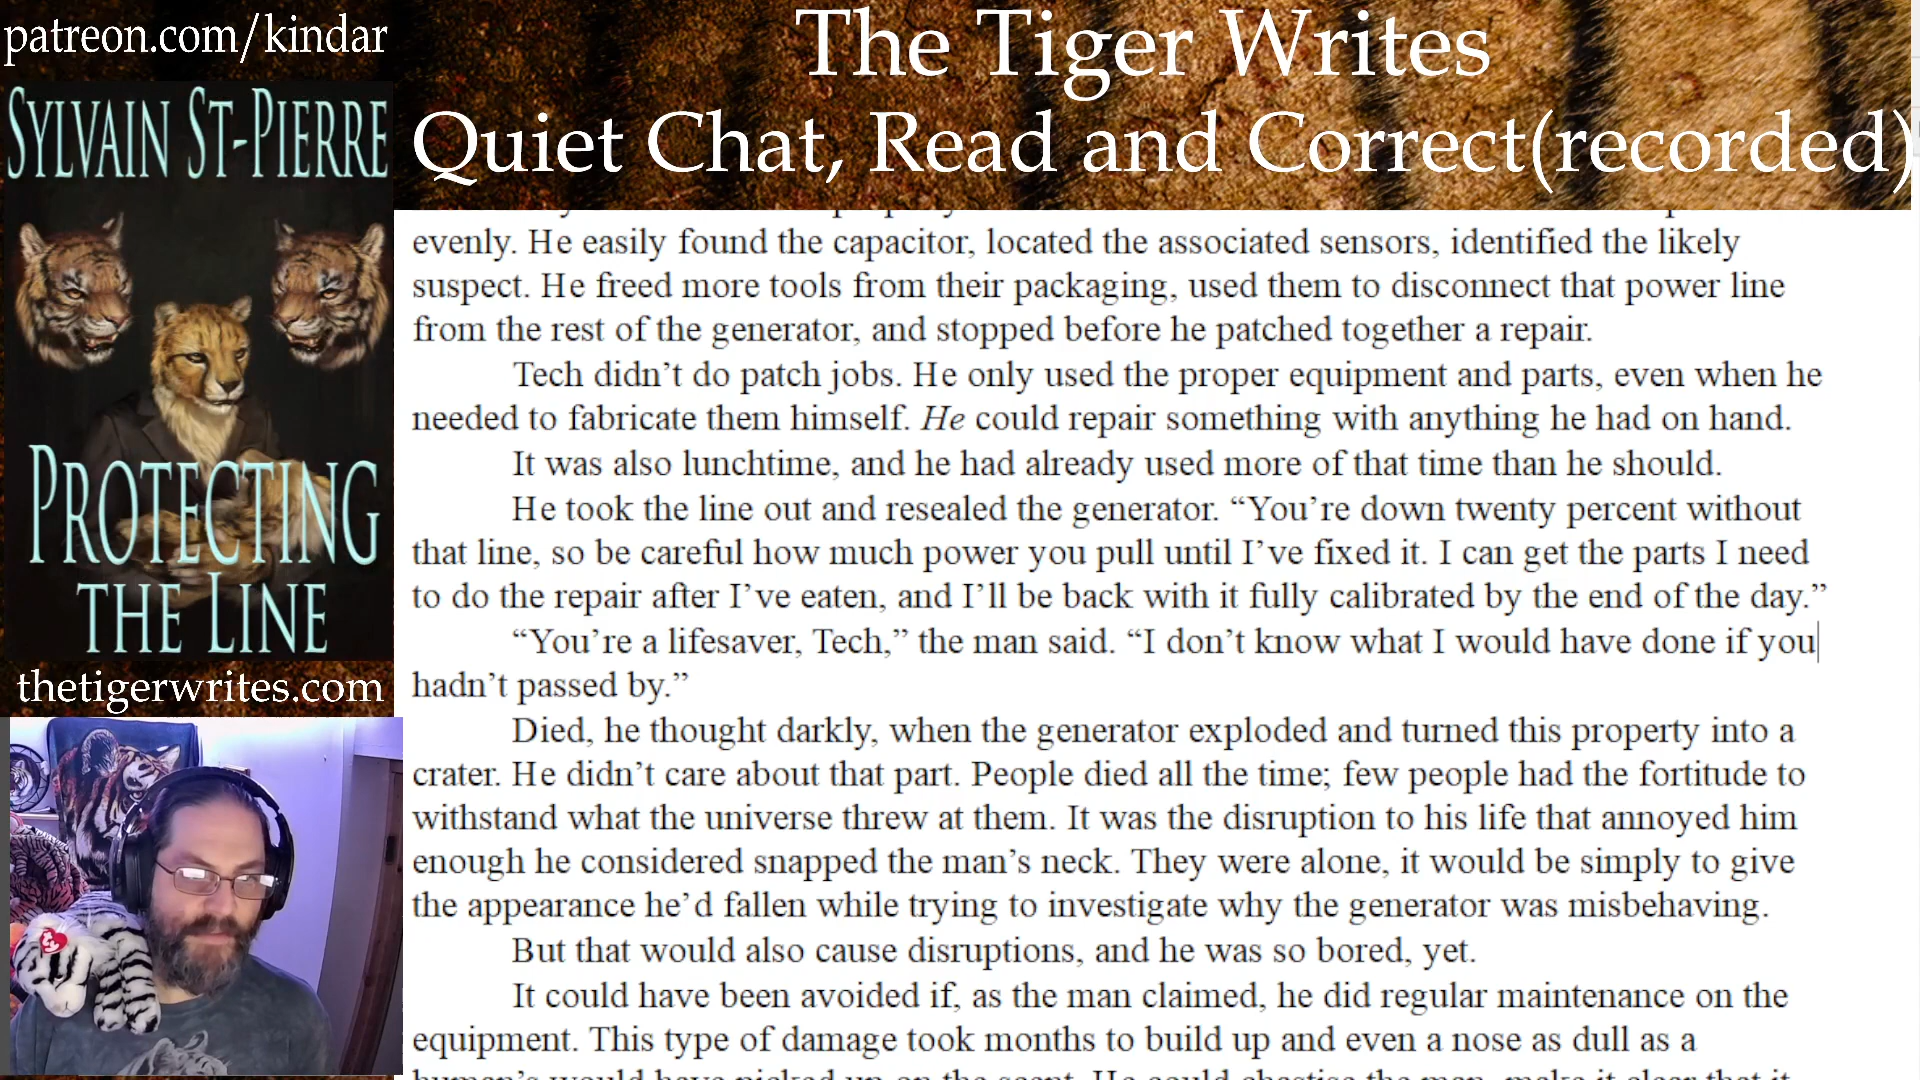 patreon.com/kindar
The Tiger Writes
Quiet Chat, Read and Correct(recorded)
SYLVAIN ST-PIERRE
PROTECTING
THE LINE
thetigerwrites.com
evenly. He easily found the capacitor, located the associated sensors, identified the likely
suspect. He freed more tools from their packaging, used them to disconnect that power line
from the rest of the generator, and stopped before he patched together a repair.
Tech didn’t do patch jobs. He only used the proper equipment and parts, even when he
needed to fabricate them himself. He could repair something with anything he had on hand.
It was also lunchtime, and he had already used more of that time than he should.
He took the line out and resealed the generator. “You’re down twenty percent without
that line, so be careful how much power you pull until I’ve fixed it. I can get the parts I need
to do the repair after I’ve eaten, and I’ll be back with it fully calibrated by the end of the day.”
“You’re a lifesaver, Tech,” the man said. “I don’t know what I would have done if you
hadn’t passed by.”
Died, he thought darkly, when the generator exploded and turned this property into a
crater. He didn’t care about that part. People died all the time; few people had the fortitude to
withstand what the universe threw at them. It was the disruption to his life that annoyed him
enough he considered snapped the man’s neck. They were alone, it would be simply to give
the appearance he’d fallen while trying to investigate why the generator was misbehaving.
But that would also cause disruptions, and he was so bored, yet.
It could have been avoided if, as the man claimed, he did regular maintenance on the
equipment. This type of damage took months to build up and even a nose as dull as a